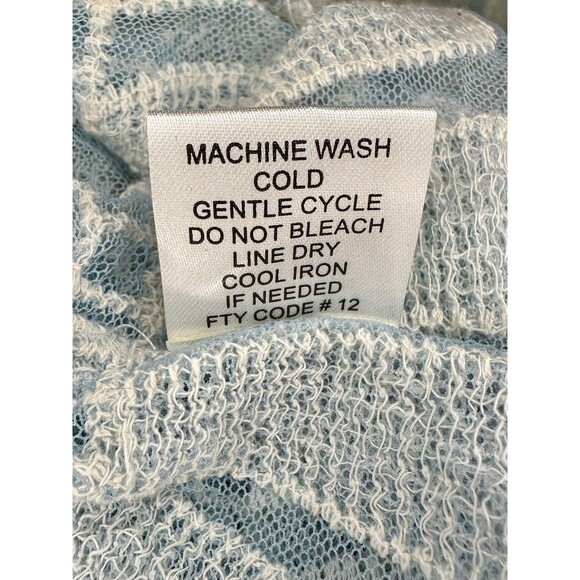 MACHINE WASH
COLD
GENTLE CYCLE
DO NOT BLEACH
LINE DRY
COOL IRON
IF NEEDED
FTY CODE # 12